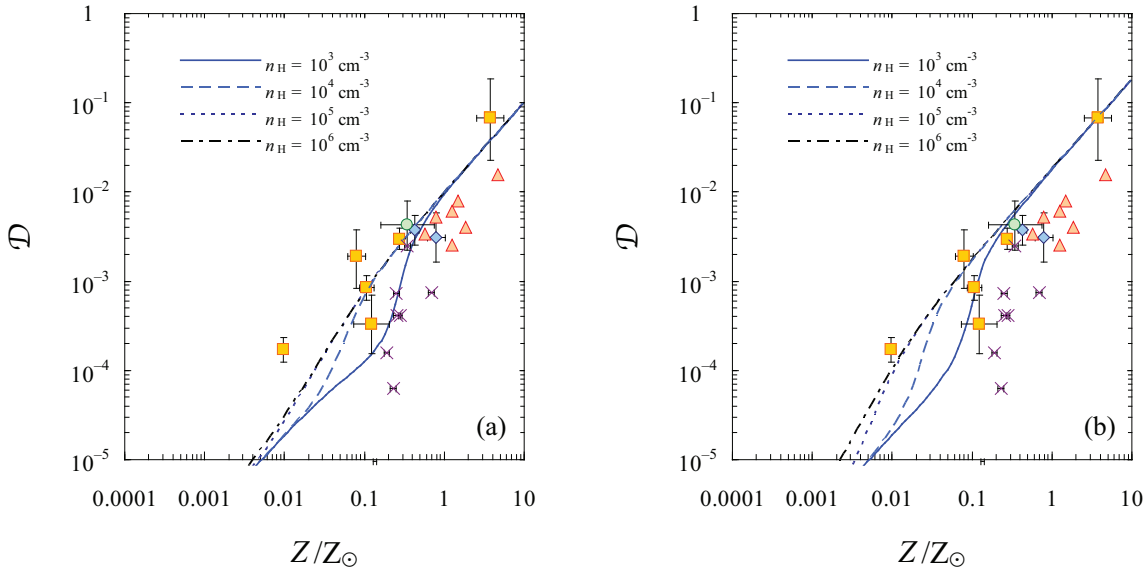 n_H = 10^3 cm^-3
n_H = 10^4 cm^-3
n_H = 10^5 cm^-3
n_H = 10^6 cm^-3
10^-1
10^-2
10^-3
10^-4
10^-5
𝒟
(a)
0.0001 0.001 0.01 0.1 1 10
Z/Z⊙
n_H = 10^3 cm^-3
n_H = 10^4 cm^-3
n_H = 10^5 cm^-3
n_H = 10^6 cm^-3
10^-1
10^-2
10^-3
10^-4
10^-5
𝒟
(b)
0.0001 0.001 0.01 0.1 1 10
Z/Z⊙